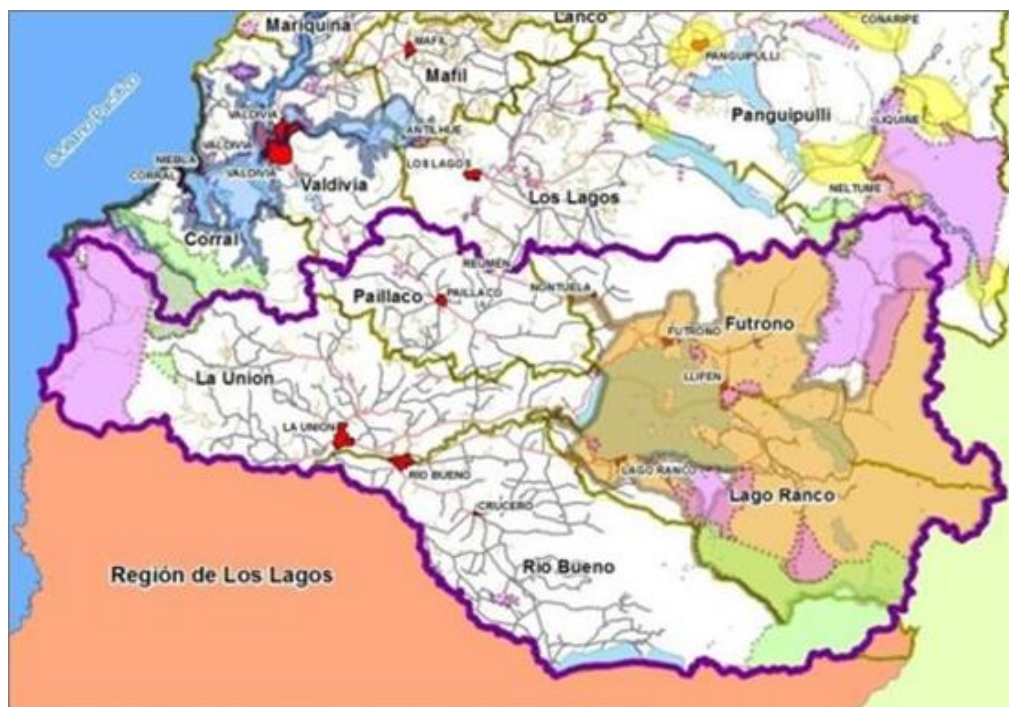 Lanco
Mariquina
COÑARIPE
MAFIL
PANGUIPULLI
Mafil
Océano Pacífico
VALDIVIA
Panguipulli
LIQUIÑE
ANTILHUE
VALDIVIA
NIEBLA
CORRAL
VALDIVIA
LOS LAGOS
Valdivia
Los Lagos
NELTUME
Corral
REUMEN
Paillaco
PAILLACO
NONTUELA
FUTRONO
Futrono
LLIFEN
La Union
LA UNION
RIO BUENO
LAGO RANCO
Lago Ranco
CRUCERO
Región de Los Lagos
Rio Bueno